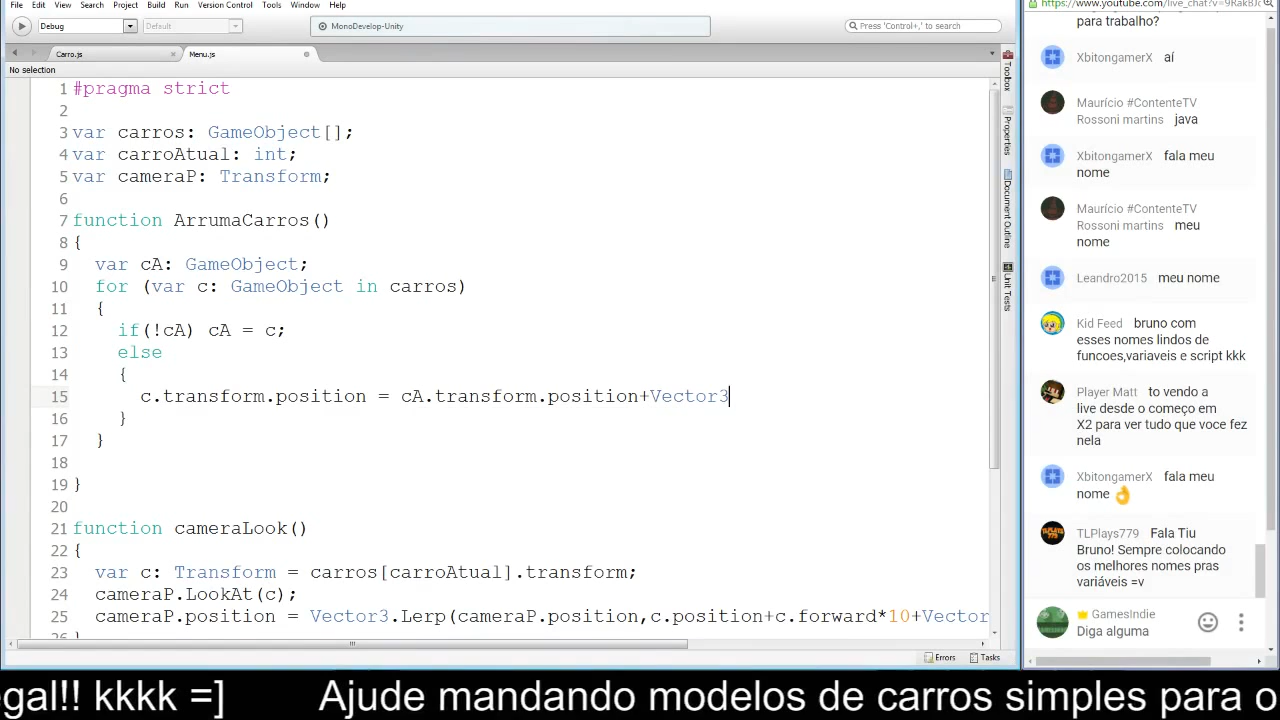 File Edit View Search Project Build Run Version Control Tools Window Help
Debug Default MonoDevelop-Unity Press 'Control+,' to search
Carro.js Menu.js
No selection
1 #pragma strict
2
3 var carros: GameObject[];
4 var carroAtual: int;
5 var cameraP: Transform;
6
7 function ArrumaCarros()
8 {
9 var cA: GameObject;
10 for (var c: GameObject in carros)
11 {
12 if(!cA) cA = c;
13 else
14 {
15 c.transform.position = cA.transform.position+Vector3
16 }
17 }
18
19 }
20
21 function cameraLook()
22 {
23 var c: Transform = carros[carroAtual].transform;
24 cameraP.LookAt(c);
25 cameraP.position = Vector3.Lerp(cameraP.position,c.position+c.forward*10+Vector
Errors Tasks
Toolbox
Properties
Document Outline
Unit Tests
para trabalho?
XbitongamerX aí
Maurício #ContenteTV
Rossoni martins java
XbitongamerX fala meu
nome
Maurício #ContenteTV
Rossoni martins meu
nome
Leandro2015 meu nome
Kid Feed bruno com
esses nomes lindos de
funcoes,variaveis e script kkk
Player Matt to vendo a
live desde o começo em
X2 para ver tudo que voce fez
nela
XbitongamerX fala meu
nome 👌
TLPlays779 Fala Tiu
Bruno! Sempre colocando
os melhores nomes pras
variáveis =v
GamesIndie
Diga alguma
egal!! kkkk =] Ajude mandando modelos de carros simples para o